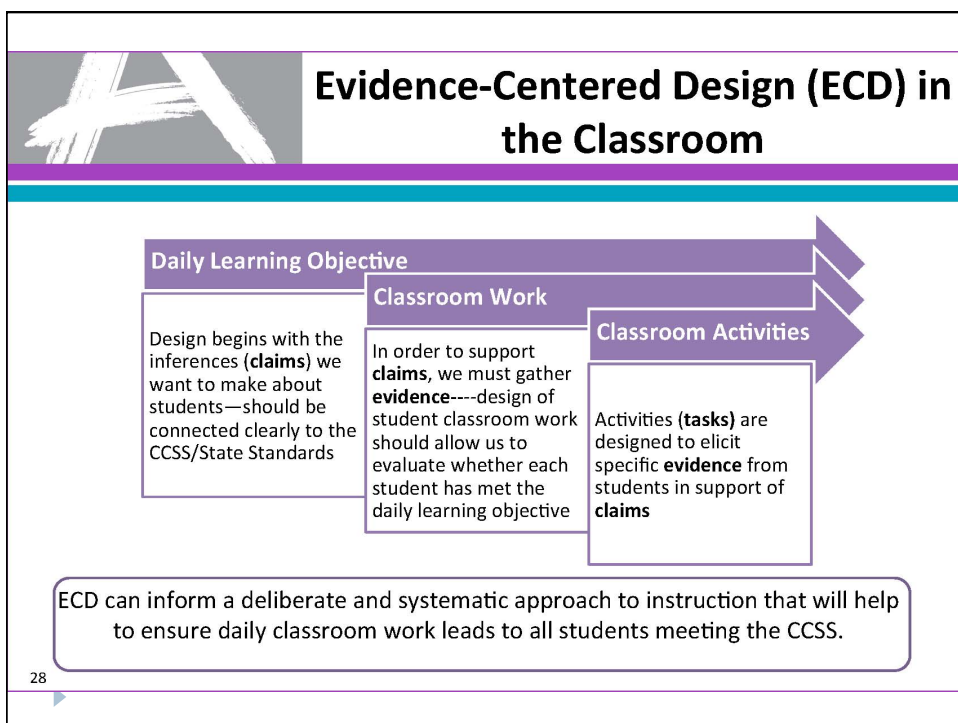 Evidence-Centered Design (ECD) in
the Classroom
Daily Learning Objective
Design begins with the
inferences (claims) we
want to make about
students—should be
connected clearly to the
CCSS/State Standards
Classroom Work
In order to support
claims, we must gather
evidence----design of
student classroom work
should allow us to
evaluate whether each
student has met the
daily learning objective
Classroom Activities
Activities (tasks) are
designed to elicit
specific evidence from
students in support of
claims
ECD can inform a deliberate and systematic approach to instruction that will help
to ensure daily classroom work leads to all students meeting the CCSS.
28